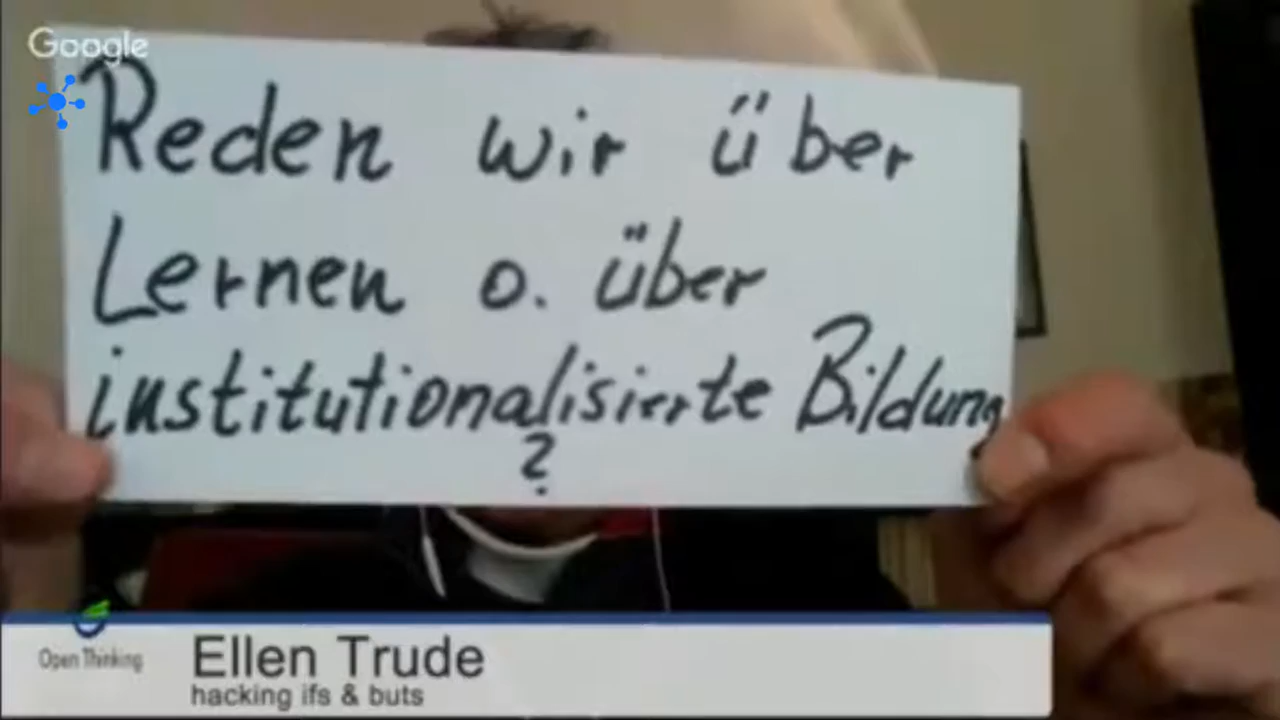 Google
Reden wir über
Lernen o. über
institutionalisierte Bildung
?
Open Thinking
Ellen Trude
hacking ifs & buts